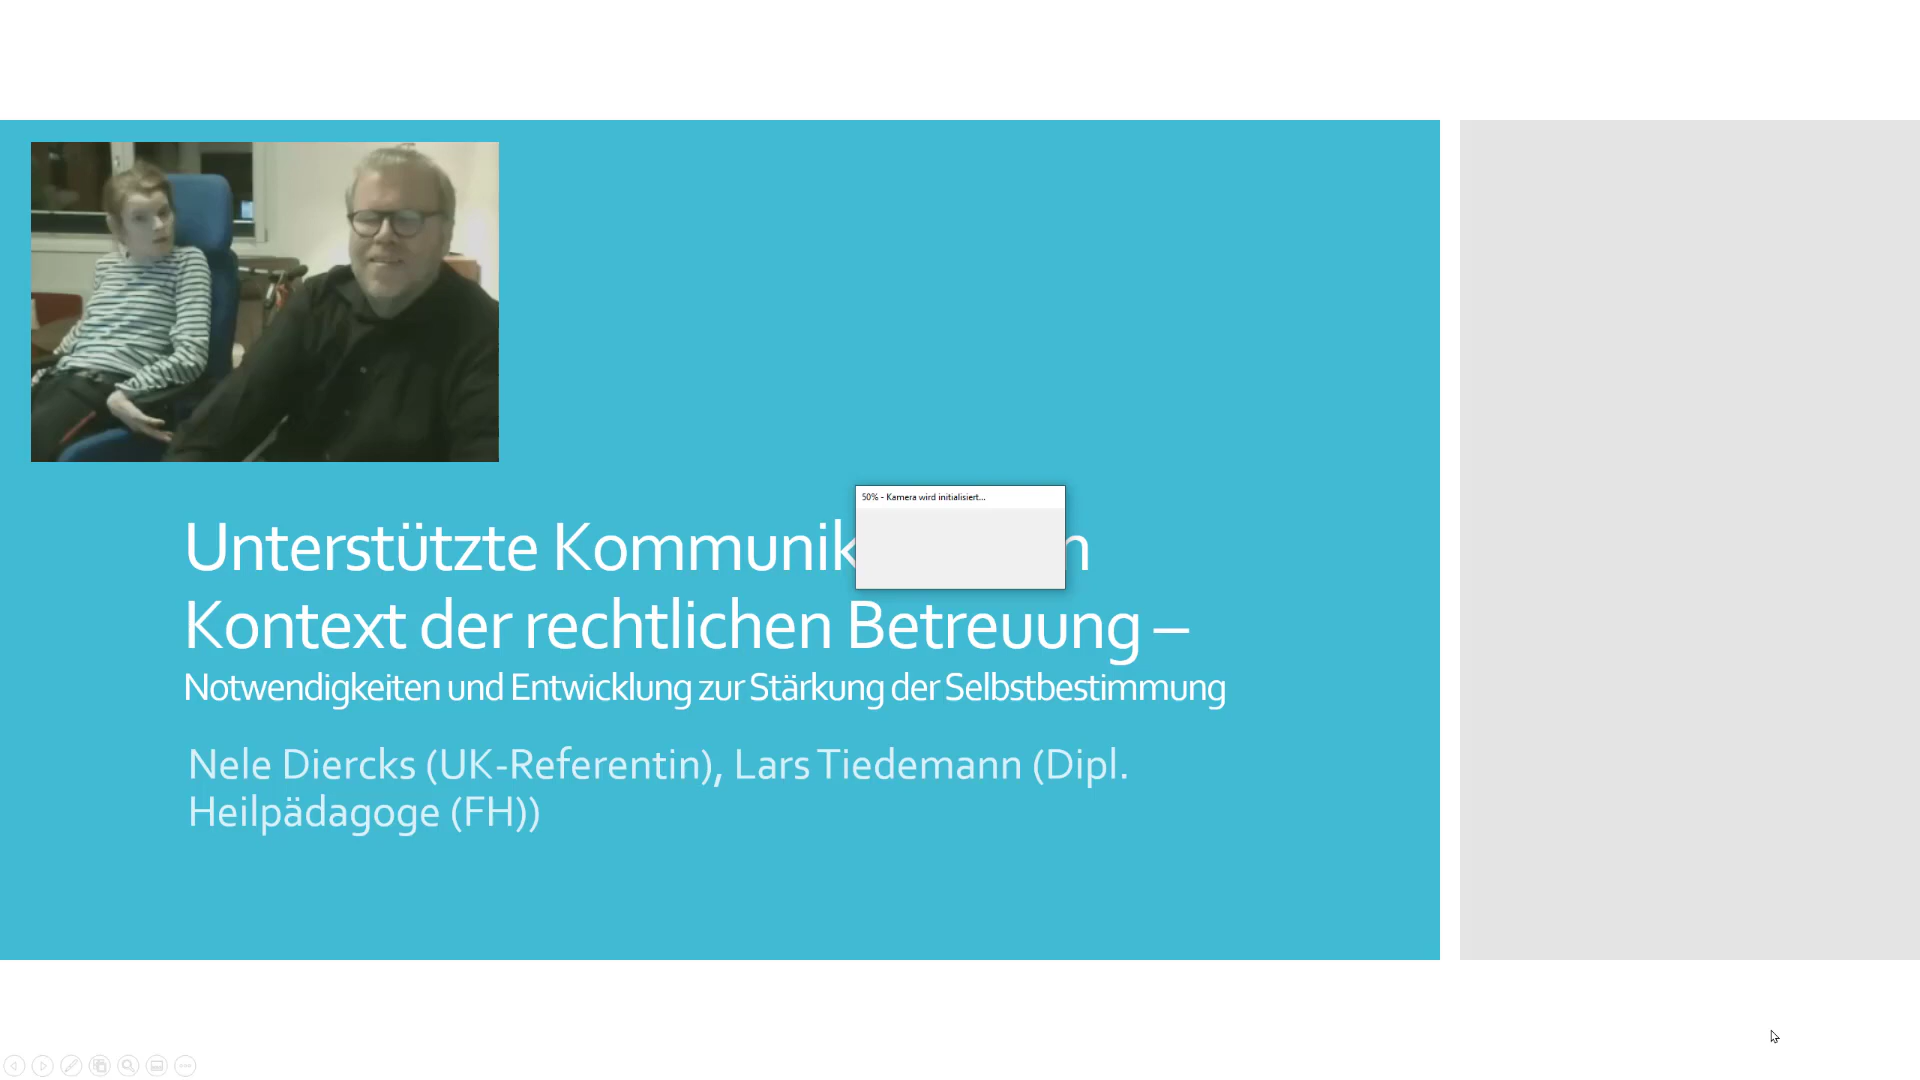 50% - Kamera wird initialisiert...
Unterstützte Kommunik n
Kontext der rechtlichen Betreuung –
Notwendigkeiten und Entwicklung zur Stärkung der Selbstbestimmung
Nele Diercks (UK-Referentin), Lars Tiedemann (Dipl.
Heilpädagoge (FH))